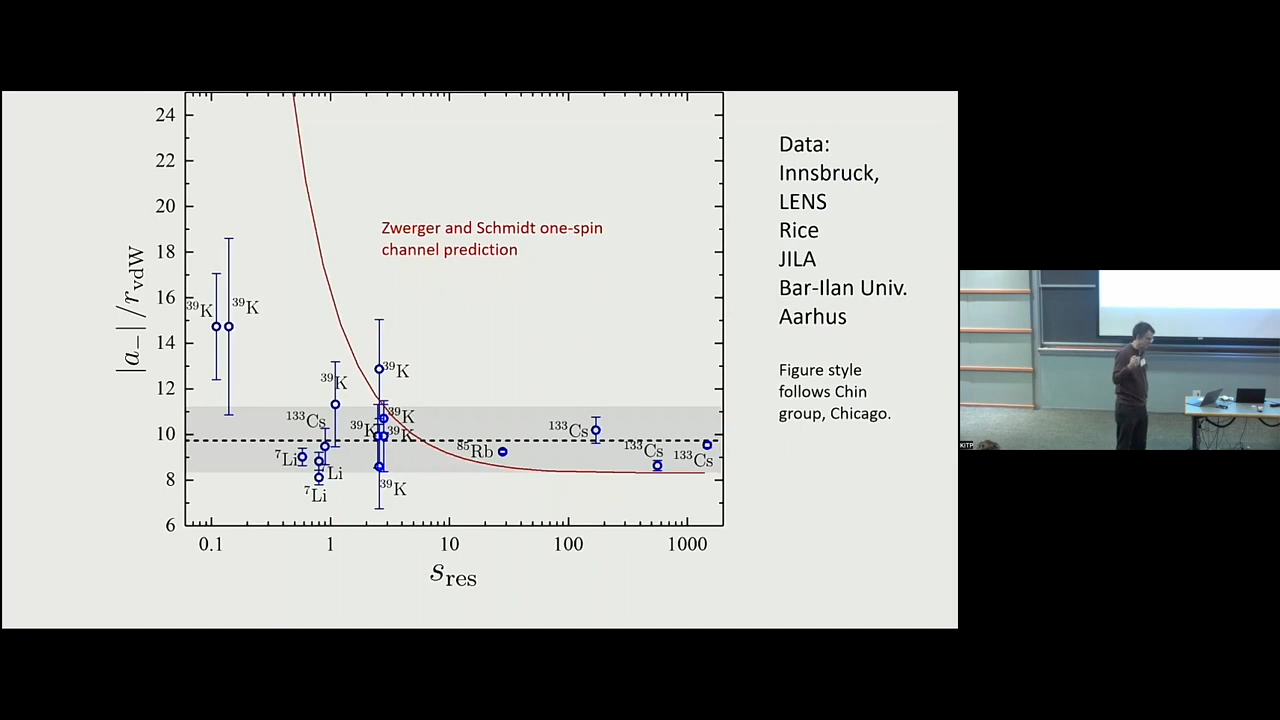 24
22
20
18
16
14
12
10
8
6
|a_−| / r_vdW
0.1
1
10
100
1000
s_res
Zwerger and Schmidt one-spin
channel prediction
³⁹K
³⁹K
³⁹K
³⁹K
¹³³Cs
³⁹K
³⁹K
³⁹K
⁷Li
⁷Li
⁷Li
³⁹K
⁸⁵Rb
¹³³Cs
¹³³Cs
¹³³Cs
Data:
Innsbruck,
LENS
Rice
JILA
Bar-Ilan Univ.
Aarhus
Figure style
follows Chin
group, Chicago.
KITP